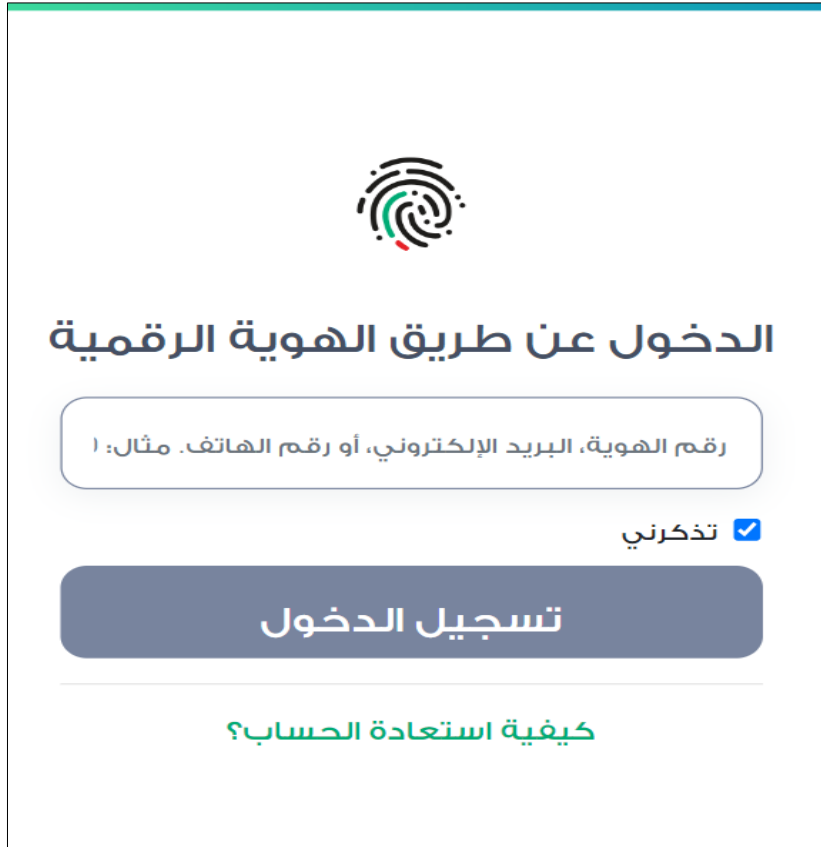 الدخول عن طريق الهوية الرقمية
رقم الهوية، البريد الإلكتروني، أو رقم الهاتف. مثال:
تذكرني
تسجيل الدخول
كيفية استعادة الحساب؟